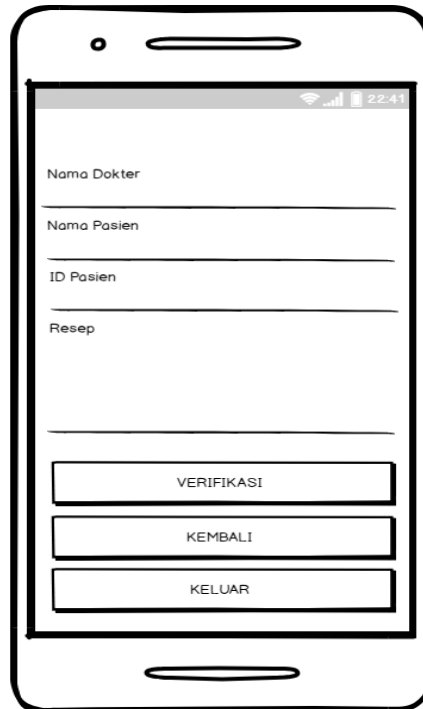 22:41
Nama Dokter
Nama Pasien
ID Pasien
Resep
VERIFIKASI
KEMBALI
KELUAR